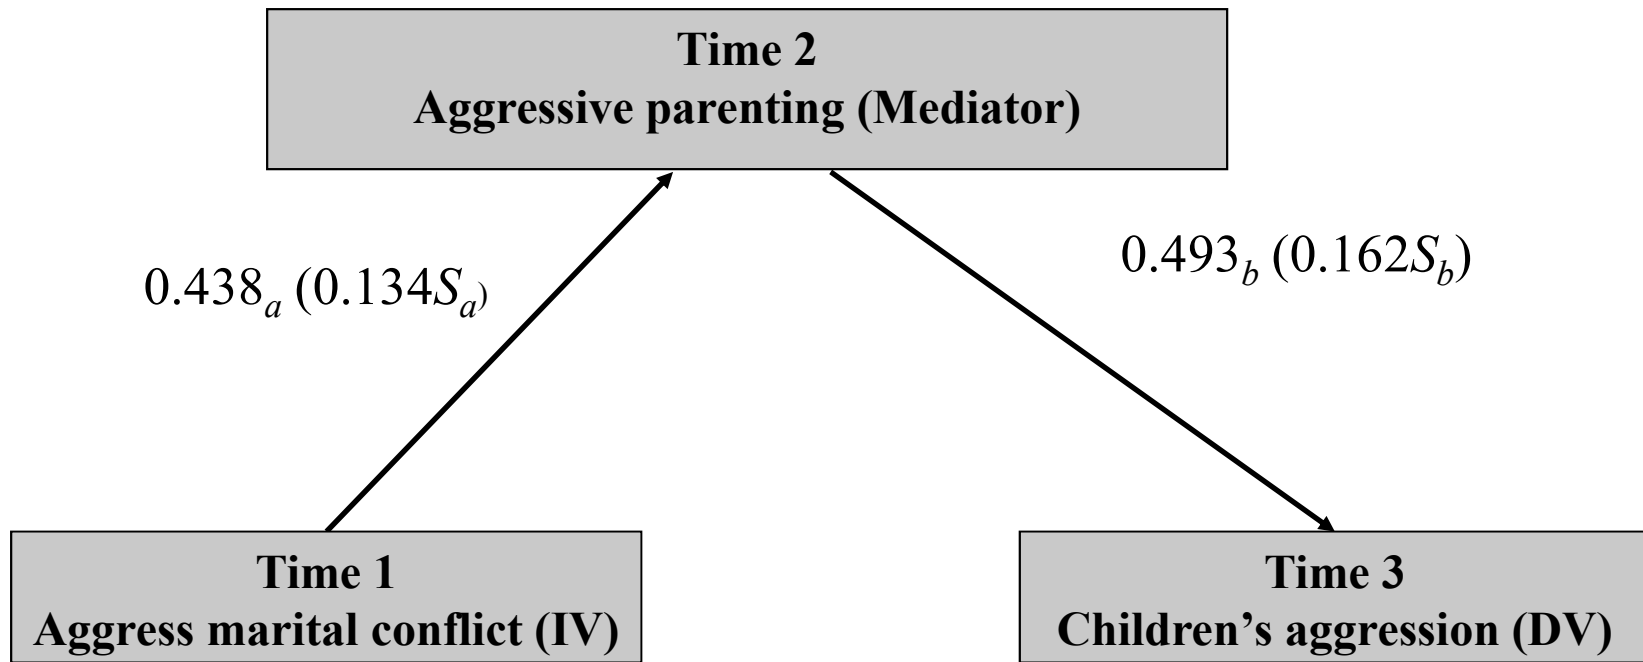 Time 2
Aggressive parenting (Mediator)
0.438a (0.134Sa)
0.493b (0.162Sb)
Time 1
Aggress marital conflict (IV)
Time 3
Children’s aggression (DV)